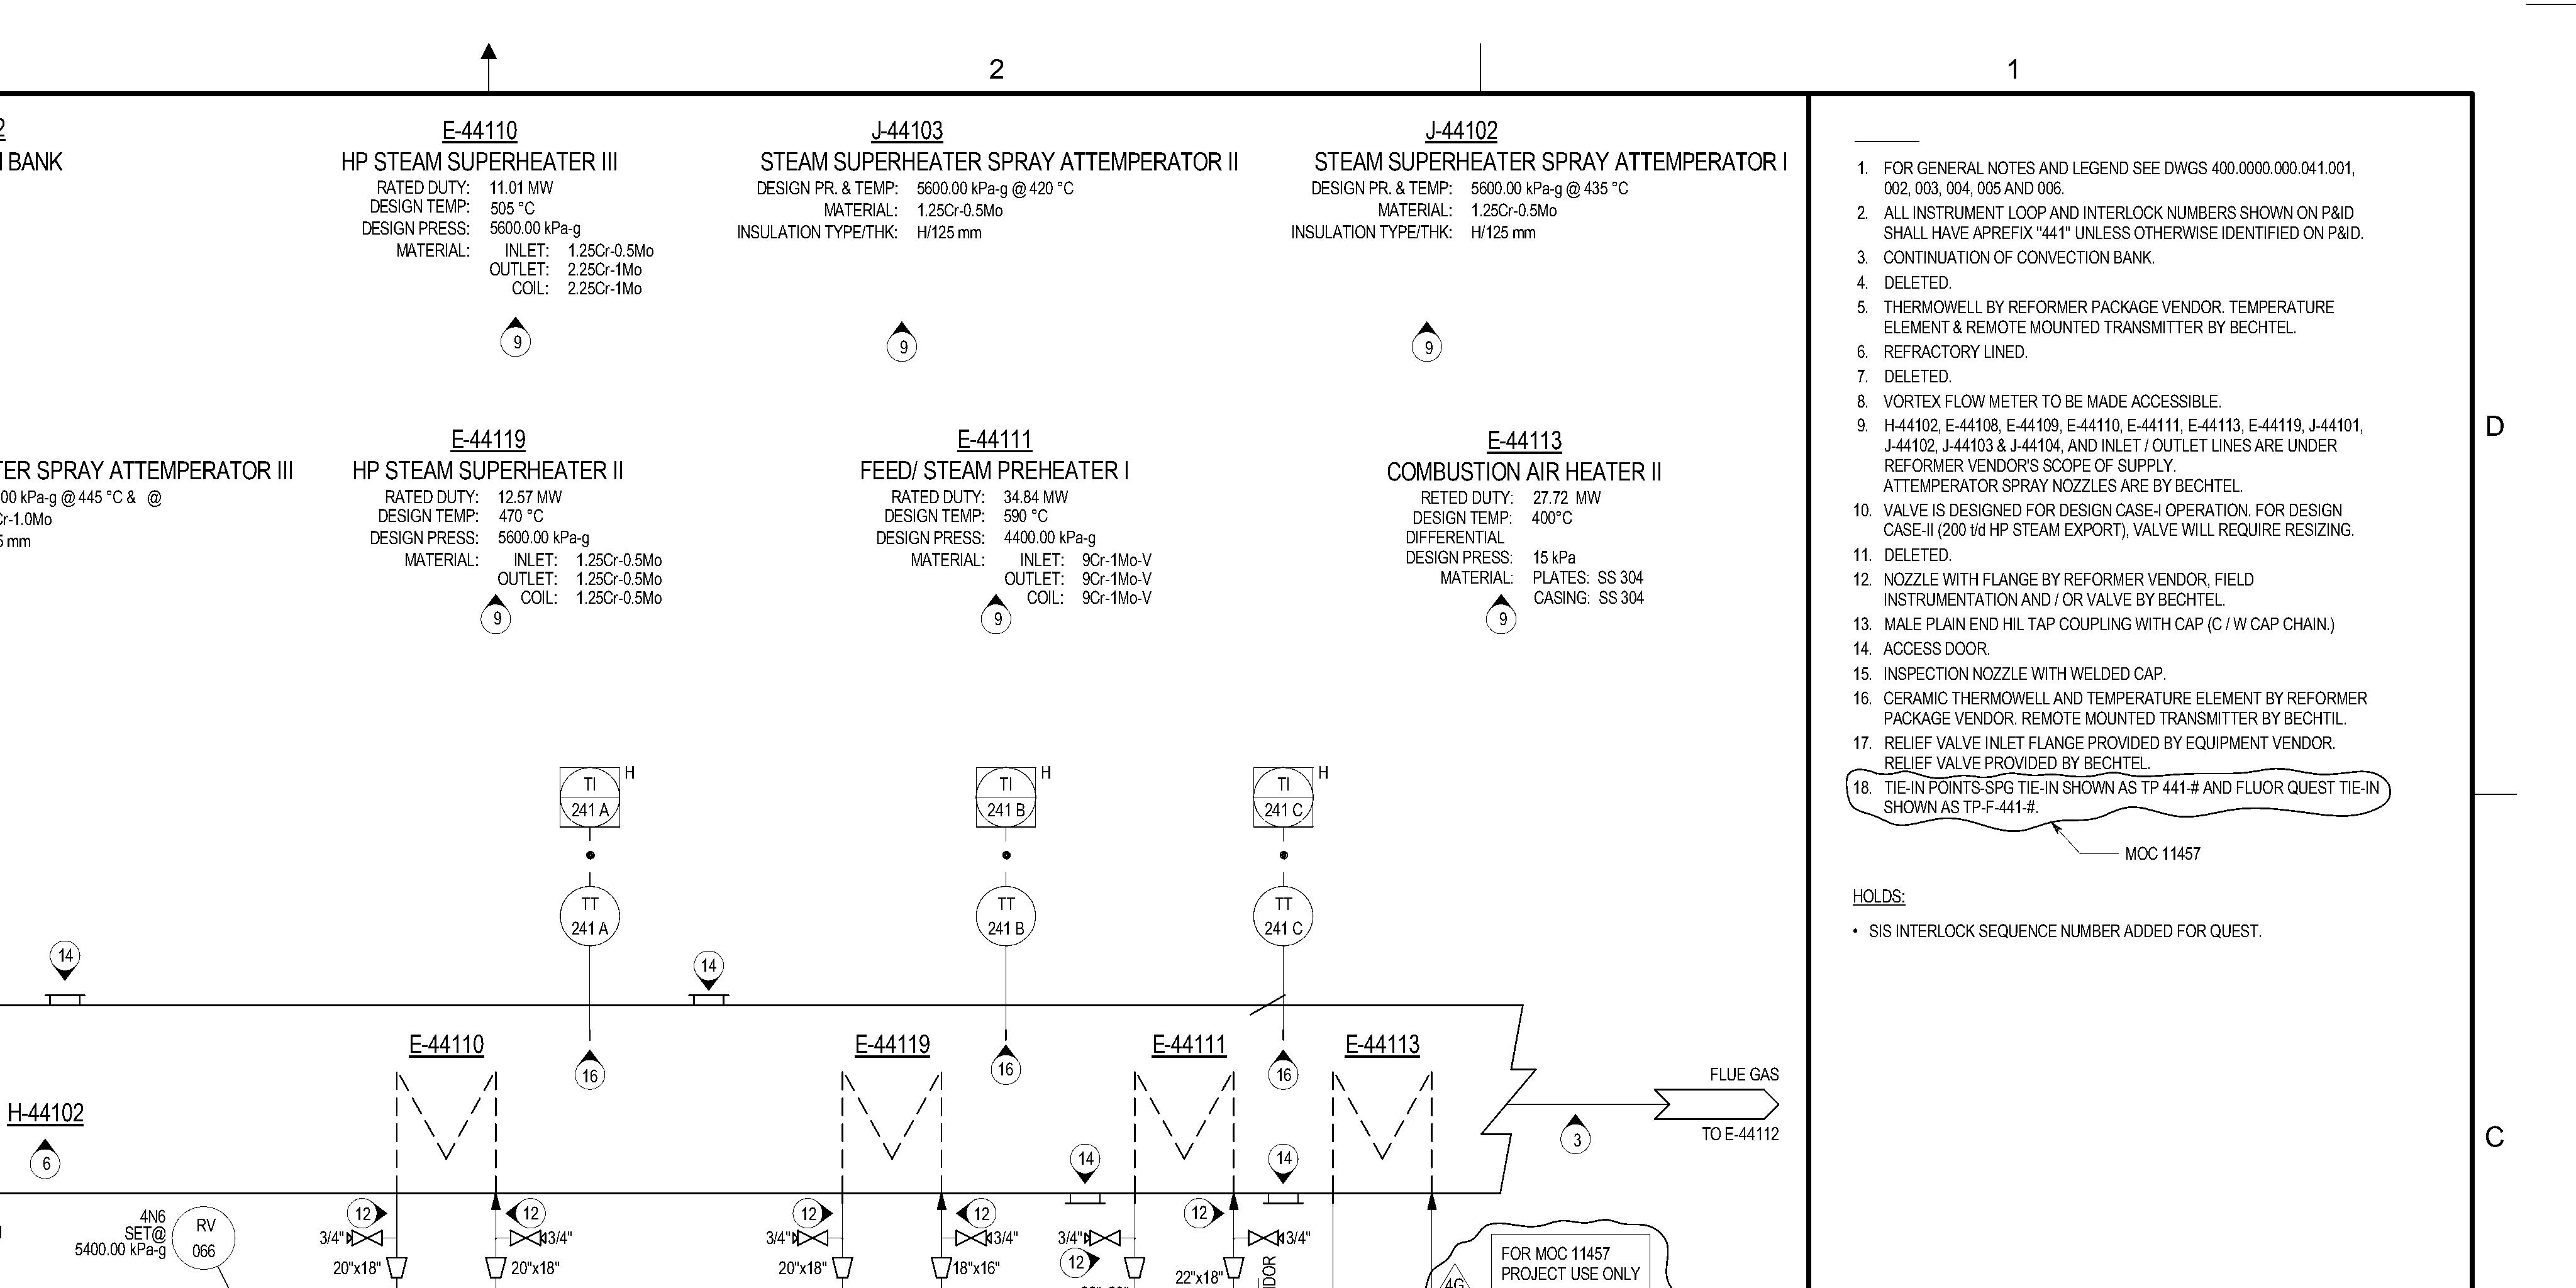 2
1
BANK
E-44110
HP STEAM SUPERHEATER III
RATED DUTY: 11.01 MW
DESIGN TEMP: 505 °C
DESIGN PRESS: 5600.00 kPa-g
MATERIAL: INLET: 1.25Cr-0.5Mo
OUTLET: 2.25Cr-1Mo
COIL: 2.25Cr-1Mo
9
J-44103
STEAM SUPERHEATER SPRAY ATTEMPERATOR II
DESIGN PR. & TEMP: 5600.00 kPa-g @ 420 °C
MATERIAL: 1.25Cr-0.5Mo
INSULATION TYPE/THK: H/125 mm
9
J-44102
STEAM SUPERHEATER SPRAY ATTEMPERATOR I
DESIGN PR. & TEMP: 5600.00 kPa-g @ 435 °C
MATERIAL: 1.25Cr-0.5Mo
INSULATION TYPE/THK: H/125 mm
9
TER SPRAY ATTEMPERATOR III
00 kPa-g @ 445 °C & @
Cr-1.0Mo
5 mm
E-44119
HP STEAM SUPERHEATER II
RATED DUTY: 12.57 MW
DESIGN TEMP: 470 °C
DESIGN PRESS: 5600.00 kPa-g
MATERIAL: INLET: 1.25Cr-0.5Mo
OUTLET: 1.25Cr-0.5Mo
COIL: 1.25Cr-0.5Mo
9
E-44111
FEED/ STEAM PREHEATER I
RATED DUTY: 34.84 MW
DESIGN TEMP: 590 °C
DESIGN PRESS: 4400.00 kPa-g
MATERIAL: INLET: 9Cr-1Mo-V
OUTLET: 9Cr-1Mo-V
COIL: 9Cr-1Mo-V
9
E-44113
COMBUSTION AIR HEATER II
RETED DUTY: 27.72 MW
DESIGN TEMP: 400°C
DIFFERENTIAL
DESIGN PRESS: 15 kPa
MATERIAL: PLATES: SS 304
CASING: SS 304
9
1. FOR GENERAL NOTES AND LEGEND SEE DWGS 400.0000.000.041.001,
002, 003, 004, 005 AND 006.
2. ALL INSTRUMENT LOOP AND INTERLOCK NUMBERS SHOWN ON P&ID
SHALL HAVE APREFIX "441" UNLESS OTHERWISE IDENTIFIED ON P&ID.
3. CONTINUATION OF CONVECTION BANK.
4. DELETED.
5. THERMOWELL BY REFORMER PACKAGE VENDOR. TEMPERATURE
ELEMENT & REMOTE MOUNTED TRANSMITTER BY BECHTEL.
6. REFRACTORY LINED.
7. DELETED.
8. VORTEX FLOW METER TO BE MADE ACCESSIBLE.
9. H-44102, E-44108, E-44109, E-44110, E-44111, E-44113, E-44119, J-44101,
J-44102, J-44103 & J-44104, AND INLET / OUTLET LINES ARE UNDER
REFORMER VENDOR'S SCOPE OF SUPPLY.
ATTEMPERATOR SPRAY NOZZLES ARE BY BECHTEL.
10. VALVE IS DESIGNED FOR DESIGN CASE-I OPERATION. FOR DESIGN
CASE-II (200 t/d HP STEAM EXPORT), VALVE WILL REQUIRE RESIZING.
11. DELETED.
12. NOZZLE WITH FLANGE BY REFORMER VENDOR, FIELD
INSTRUMENTATION AND / OR VALVE BY BECHTEL.
13. MALE PLAIN END HIL TAP COUPLING WITH CAP (C / W CAP CHAIN.)
14. ACCESS DOOR.
15. INSPECTION NOZZLE WITH WELDED CAP.
16. CERAMIC THERMOWELL AND TEMPERATURE ELEMENT BY REFORMER
PACKAGE VENDOR. REMOTE MOUNTED TRANSMITTER BY BECHTIL.
17. RELIEF VALVE INLET FLANGE PROVIDED BY EQUIPMENT VENDOR.
RELIEF VALVE PROVIDED BY BECHTEL.
18. TIE-IN POINTS-SPG TIE-IN SHOWN AS TP 441-# AND FLUOR QUEST TIE-IN
SHOWN AS TP-F-441-#.
MOC 11457
HOLDS:
• SIS INTERLOCK SEQUENCE NUMBER ADDED FOR QUEST.
D
C
TI
241 A
H
TI
241 B
H
TI
241 C
H
TT
241 A
TT
241 B
TT
241 C
14
14
E-44110
16
E-44119
16
E-44111
16
E-44113
H-44102
6
FLUE GAS
TO E-44112
3
14
14
4N6
SET@
5400.00 kPa-g
RV
066
12
12
3/4"
3/4"
20"x18"
20"x18"
12
12
3/4"
3/4"
20"x18"
18"x16"
12
3/4"
3/4"
12
22"x18"
FOR MOC 11457
PROJECT USE ONLY
4G